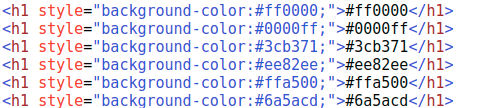 <h1 style="background-color:#ff0000;">#ff0000</h1>
<h1 style="background-color:#0000ff;">#0000ff</h1>
<h1 style="background-color:#3cb371;">#3cb371</h1>
<h1 style="background-color:#ee82ee;">#ee82ee</h1>
<h1 style="background-color:#ffa500;">#ffa500</h1>
<h1 style="background-color:#6a5acd;">#6a5acd</h1>